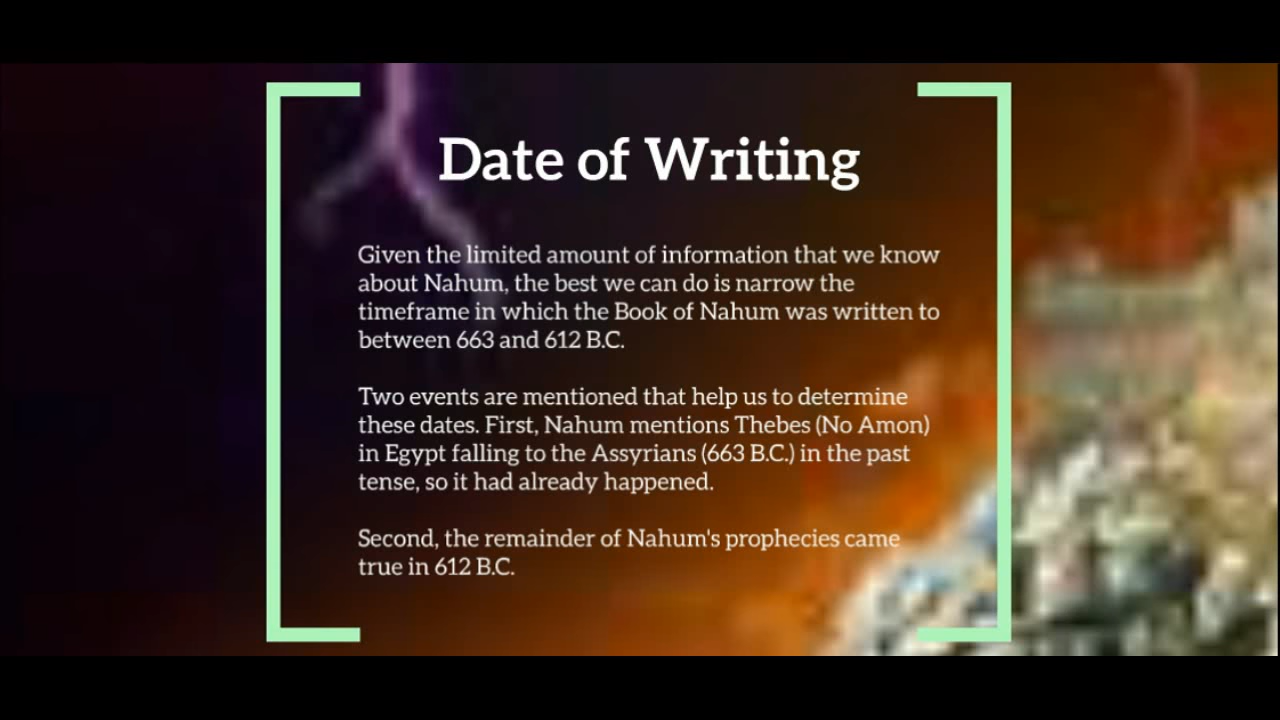 Date of Writing
Given the limited amount of information that we know
about Nahum, the best we can do is narrow the
timeframe in which the Book of Nahum was written to
between 663 and 612 B.C.
Two events are mentioned that help us to determine
these dates. First, Nahum mentions Thebes (No Amon)
in Egypt falling to the Assyrians (663 B.C.) in the past
tense, so it had already happened.
Second, the remainder of Nahum's prophecies came
true in 612 B.C.